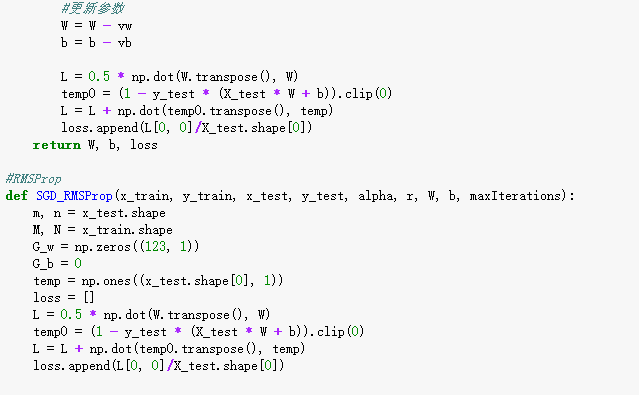 #更新参数
W = W - vw
b = b - vb
L = 0.5 * np.dot(W.transpose(), W)
temp0 = (1 - y_test * (X_test * W + b)).clip(0)
L = L + np.dot(temp0.transpose(), temp)
loss.append(L[0, 0]/X_test.shape[0])
return W, b, loss
#RMSProp
def SGD_RMSProp(x_train, y_train, x_test, y_test, alpha, r, W, b, maxIterations):
m, n = x_test.shape
M, N = x_train.shape
G_w = np.zeros((123, 1))
G_b = 0
temp = np.ones((x_test.shape[0], 1))
loss = []
L = 0.5 * np.dot(W.transpose(), W)
temp0 = (1 - y_test * (X_test * W + b)).clip(0)
L = L + np.dot(temp0.transpose(), temp)
loss.append(L[0, 0]/X_test.shape[0])